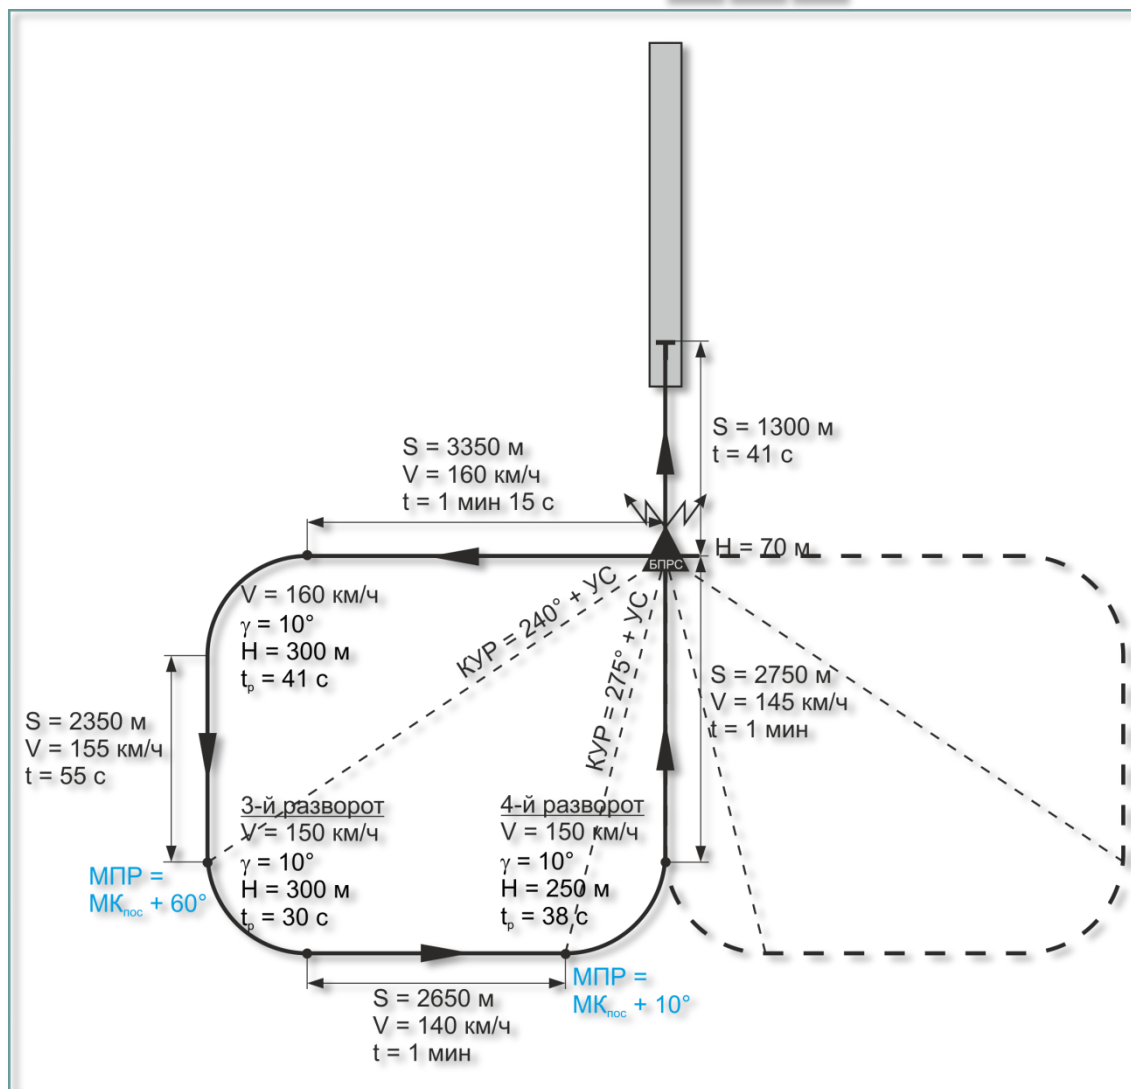 S = 1300 м
t = 41 с
S = 3350 м
V = 160 км/ч
t = 1 мин 15 с
H = 70 м
БПРС
V = 160 км/ч
γ = 10°
H = 300 м
tр = 41 с
КУР = 240° + УС
КУР = 275° + УС
S = 2750 м
V = 145 км/ч
t = 1 мин
S = 2350 м
V = 155 км/ч
t = 55 с
3-й разворот
V = 150 км/ч
γ = 10°
H = 300 м
tр = 30 с
4-й разворот
V = 150 км/ч
γ = 10°
H = 250 м
tр = 38 с
МПР =
МКпос + 60°
МПР =
МКпос + 10°
S = 2650 м
V = 140 км/ч
t = 1 мин